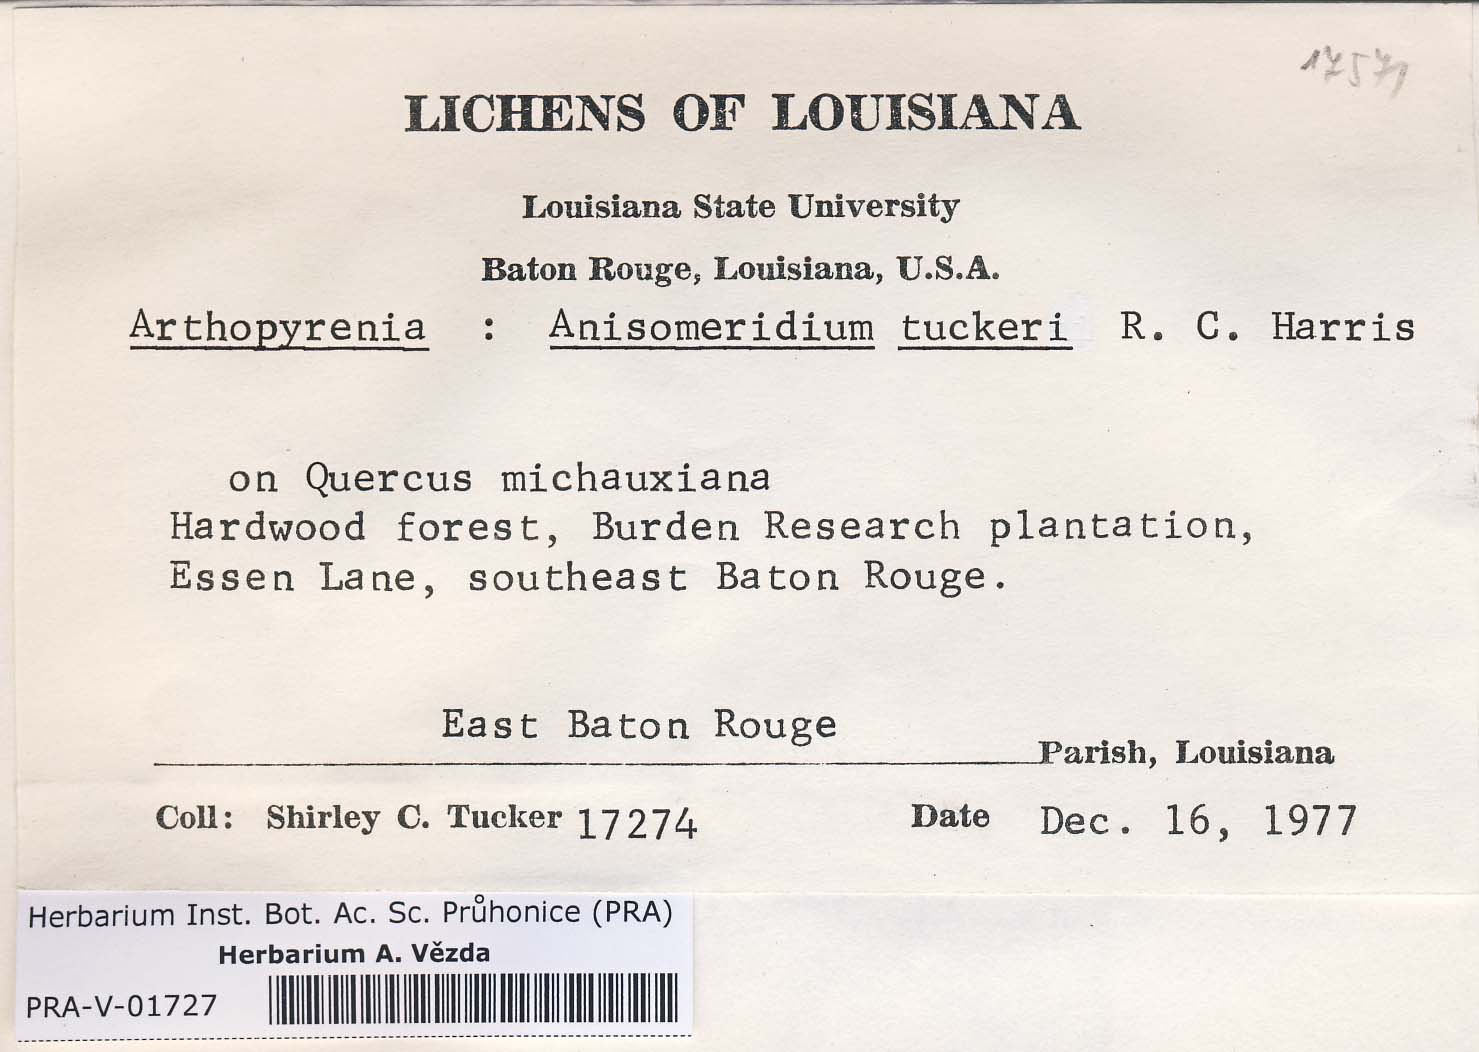 17571
LICHENS OF LOUISIANA
Louisiana State University
Baton Rouge, Louisiana, U.S.A.
Arthopyrenia : Anisomeridium tuckeri R. C. Harris
on Quercus michauxiana
Hardwood forest, Burden Research plantation,
Essen Lane, southeast Baton Rouge.
East Baton Rouge Parish, Louisiana
Coll: Shirley C. Tucker 17274 Date Dec. 16, 1977
Herbarium Inst. Bot. Ac. Sc. Průhonice (PRA)
Herbarium A. Vězda
PRA-V-01727